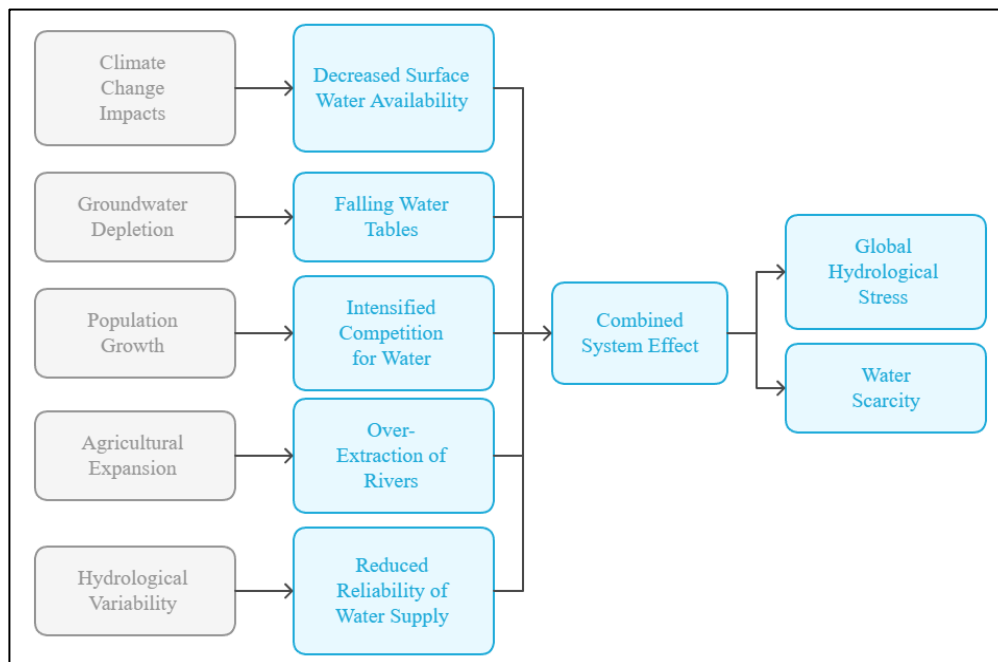 Climate
Change
Impacts
Decreased Surface
Water Availability
Groundwater
Depletion
Falling Water
Tables
Population
Growth
Intensified
Competition
for Water
Agricultural
Expansion
Over-
Extraction of
Rivers
Hydrological
Variability
Reduced
Reliability of
Water Supply
Combined
System Effect
Global
Hydrological
Stress
Water
Scarcity